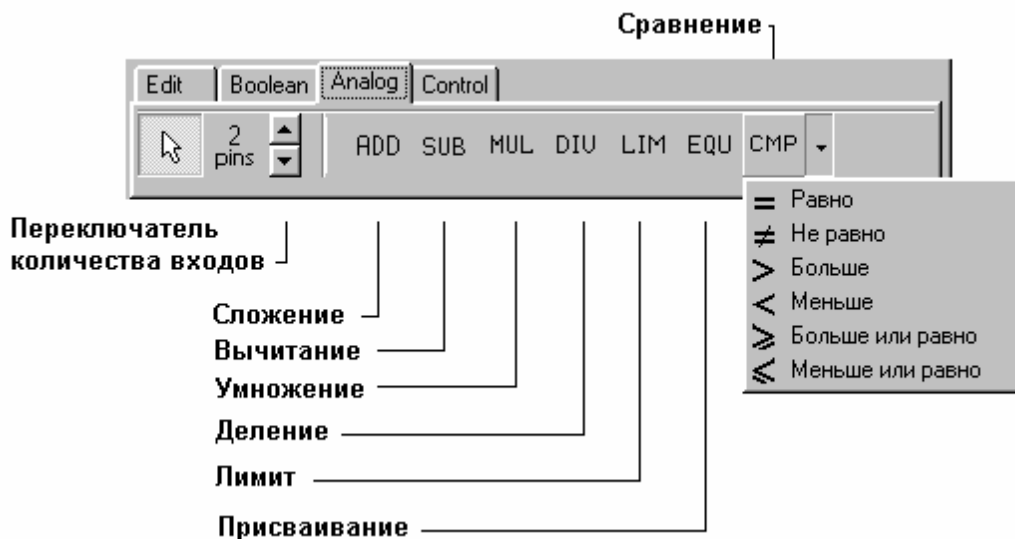 Сравнение
Edit Boolean Analog Control
2 pins ADD SUB MUL DIV LIM EQU CMP
= Равно
≠ Не равно
> Больше
< Меньше
⩾ Больше или равно
⩽ Меньше или равно
Переключатель
количества входов
Сложение
Вычитание
Умножение
Деление
Лимит
Присваивание